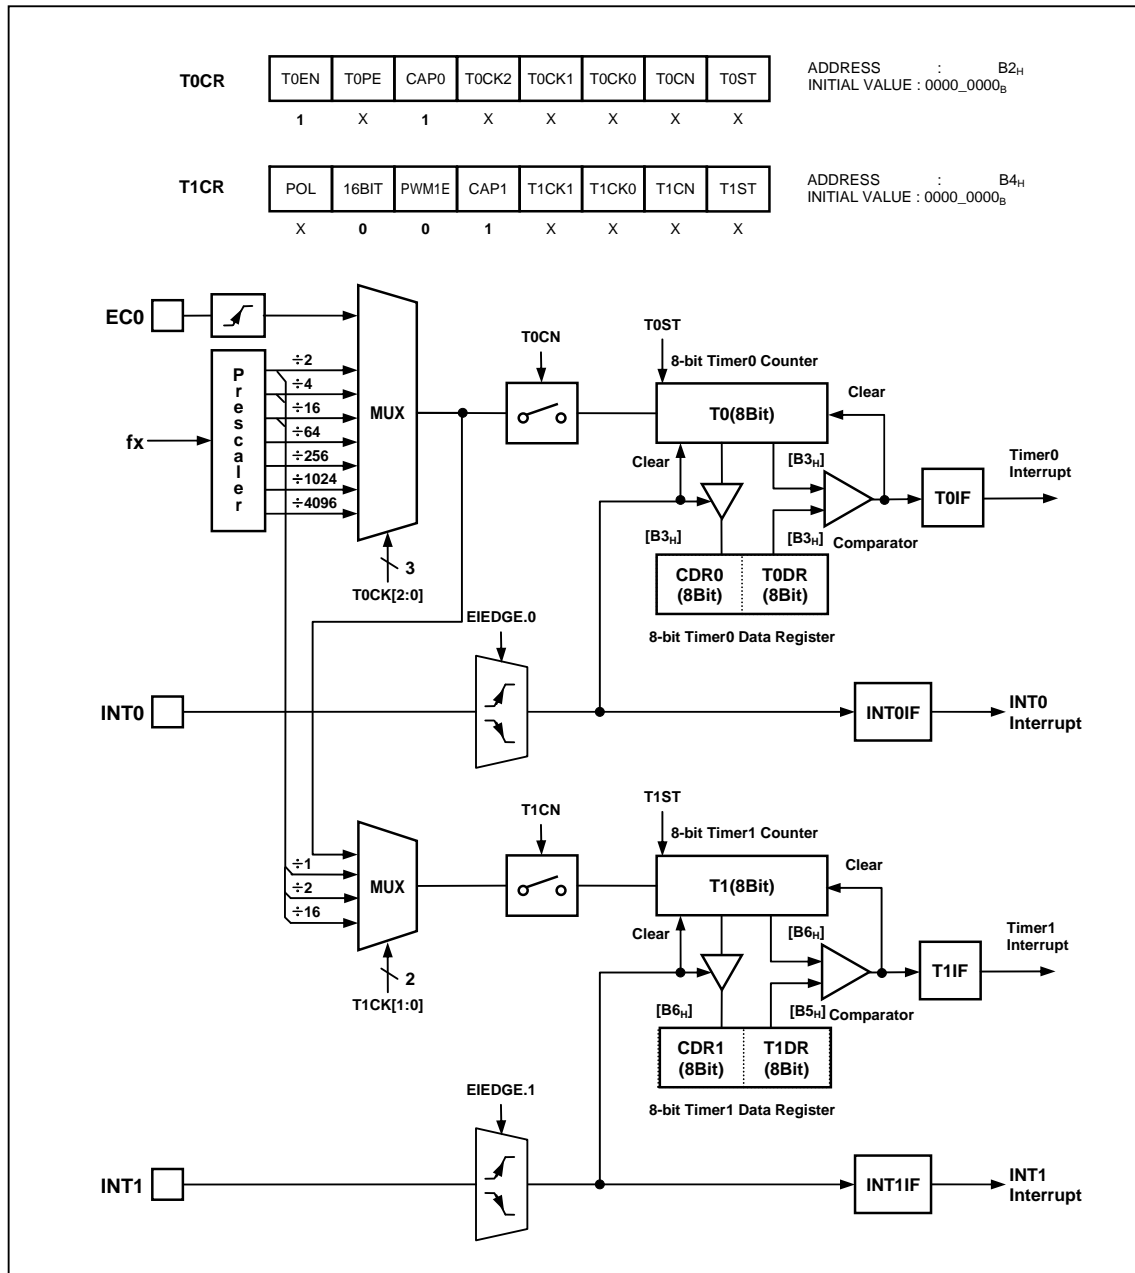 T0CR T0EN T0PE CAP0 T0CK2 T0CK1 T0CK0 T0CN T0ST
1 X 1 X X X X X
ADDRESS : B2H
INITIAL VALUE : 0000_0000B
T1CR POL 16BIT PWM1E CAP1 T1CK1 T1CK0 T1CN T1ST
X 0 0 1 X X X X
ADDRESS : B4H
INITIAL VALUE : 0000_0000B
EC0
fx
Prescaler
÷2
÷4
÷16
÷64
÷256
÷1024
÷4096
MUX
3
T0CK[2:0]
T0CN
T0ST
8-bit Timer0 Counter
T0(8Bit)
Clear
Clear
[B3H]
[B3H]
[B3H]
Comparator
T0IF
Timer0
Interrupt
CDR0
(8Bit)
T0DR
(8Bit)
8-bit Timer0 Data Register
EIEDGE.0
INT0
INT0IF
INT0
Interrupt
÷1
÷2
÷16
MUX
2
T1CK[1:0]
T1CN
T1ST
8-bit Timer1 Counter
T1(8Bit)
Clear
Clear
[B6H]
[B6H]
[B5H]
Comparator
T1IF
Timer1
Interrupt
CDR1
(8Bit)
T1DR
(8Bit)
8-bit Timer1 Data Register
EIEDGE.1
INT1
INT1IF
INT1
Interrupt